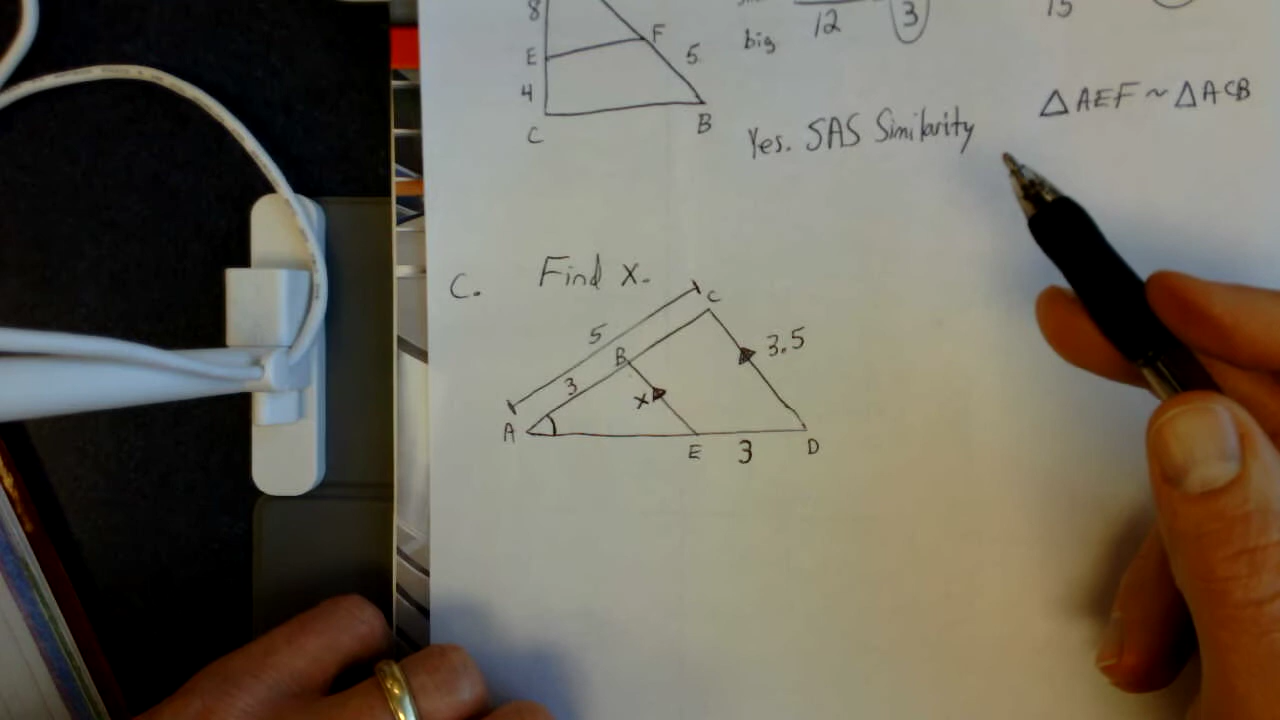 8
E
F
5
4
C
B
big
12
3
15
Yes. SAS Similarity
△AEF ~ △ACB
C. Find x.
5
C
B
3.5
3
x
A
E
3
D